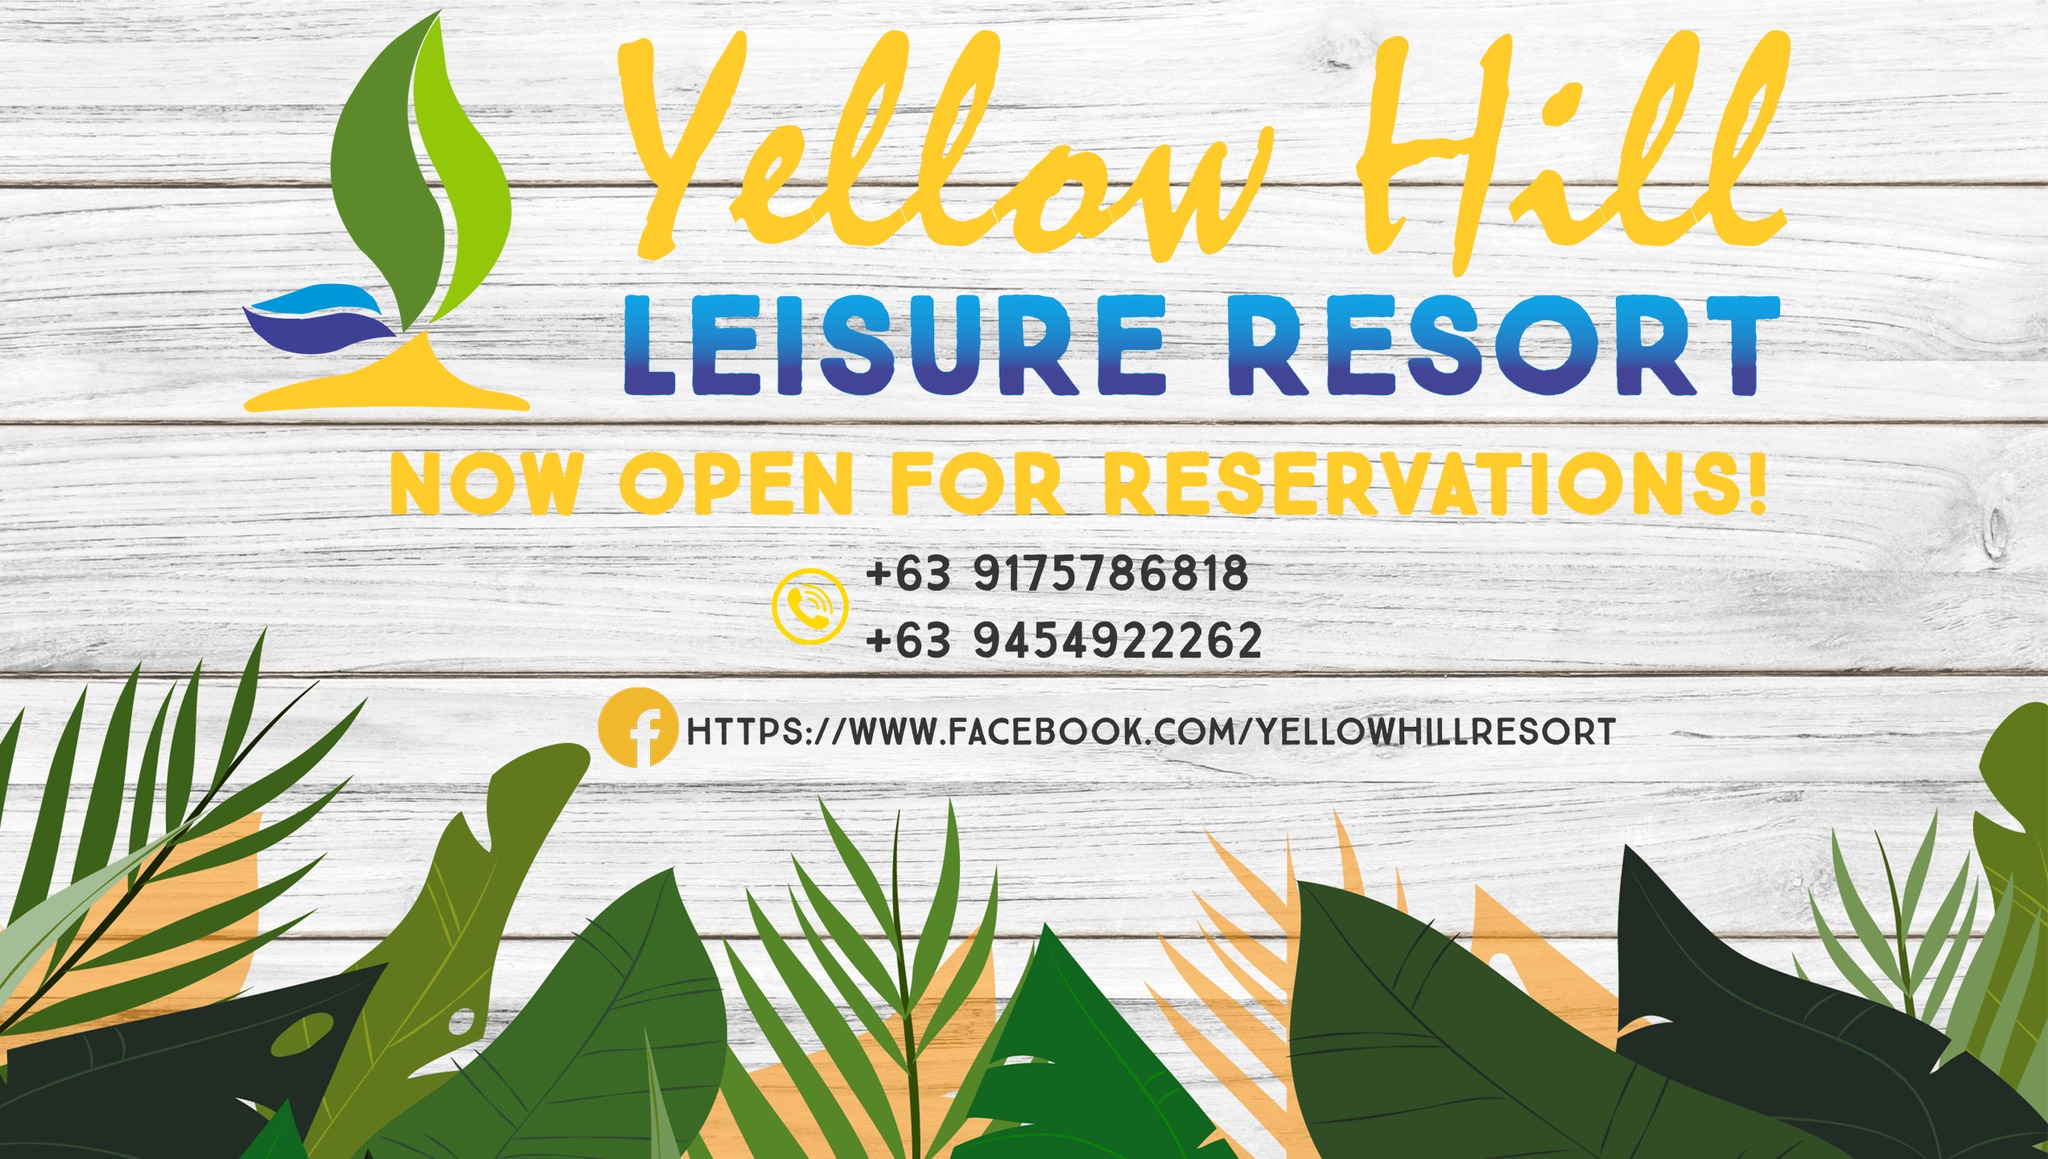 Yellow Hill
LEISURE RESORT
NOW OPEN FOR RESERVATIONS!
+63 9175786818
+63 9454922262
f HTTPS://WWW.FACEBOOK.COM/YELLOWHILLRESORT